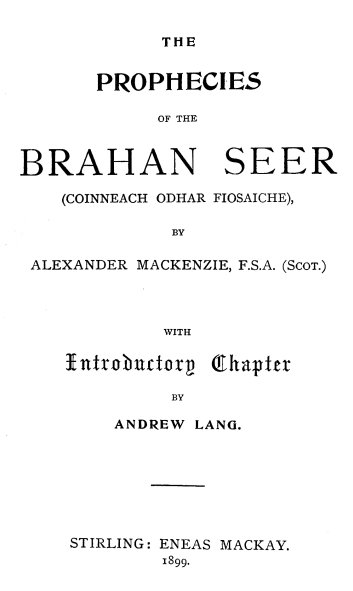 THE
PROPHECIES
OF THE
BRAHAN SEER
(COINNEACH ODHAR FIOSAICHE),
BY
ALEXANDER MACKENZIE, F.S.A. (SCOT.)
WITH
Introductory Chapter
BY
ANDREW LANG.
STIRLING: ENEAS MACKAY.
1899.